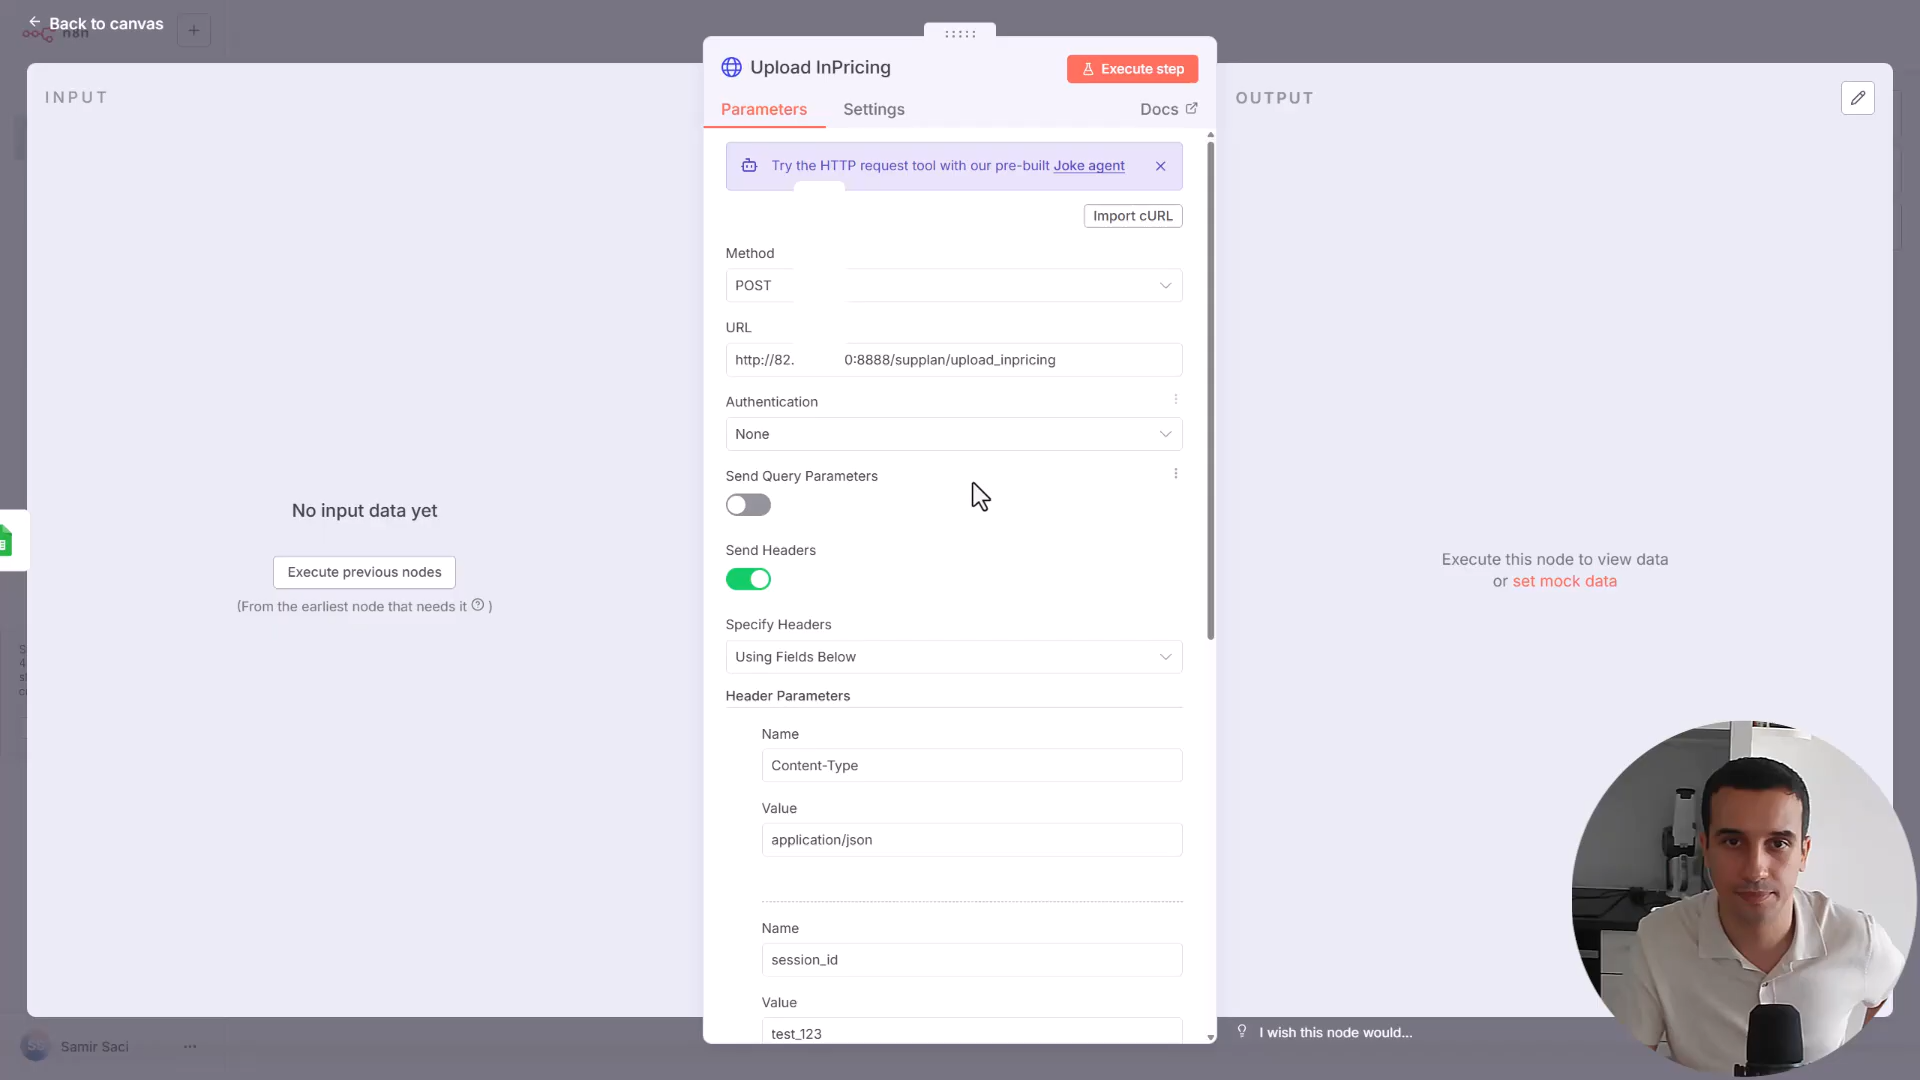 ← Back to canvas
n8n
+
INPUT
No input data yet
Execute previous nodes
(From the earliest node that needs it ? )
Upload InPricing
Execute step
Parameters
Settings
Docs
Try the HTTP request tool with our pre-built Joke agent
Import cURL
Method
POST
URL
http://82. 0:8888/supplan/upload_inpricing
Authentication
None
Send Query Parameters
Send Headers
Specify Headers
Using Fields Below
Header Parameters
Name
Content-Type
Value
application/json
Name
session_id
Value
test_123
OUTPUT
Execute this node to view data
or set mock data
I wish this node would...
Samir Saci